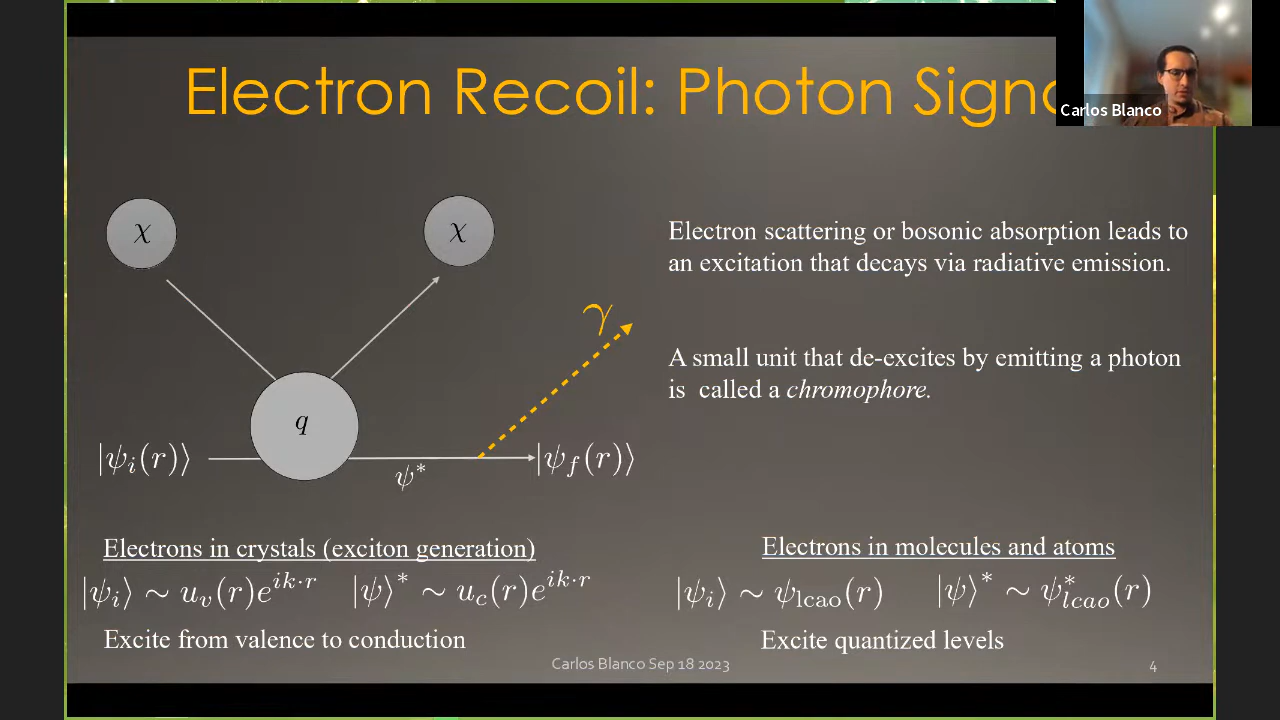 Electron Recoil: Photon Signa
Carlos Blanco
χ
χ
Electron scattering or bosonic absorption leads to
an excitation that decays via radiative emission.
γ
A small unit that de-excites by emitting a photon
is called a chromophore.
q
|ψ_i(r)⟩
|ψ_f(r)⟩
ψ*
Electrons in crystals (exciton generation)
|ψ_i⟩ ∼ u_v(r)e^{ik·r} |ψ⟩* ∼ u_c(r)e^{ik·r}
Excite from valence to conduction
Electrons in molecules and atoms
|ψ_i⟩ ∼ ψ_lcao(r) |ψ⟩* ∼ ψ*_lcao(r)
Excite quantized levels
Carlos Blanco Sep 18 2023
4